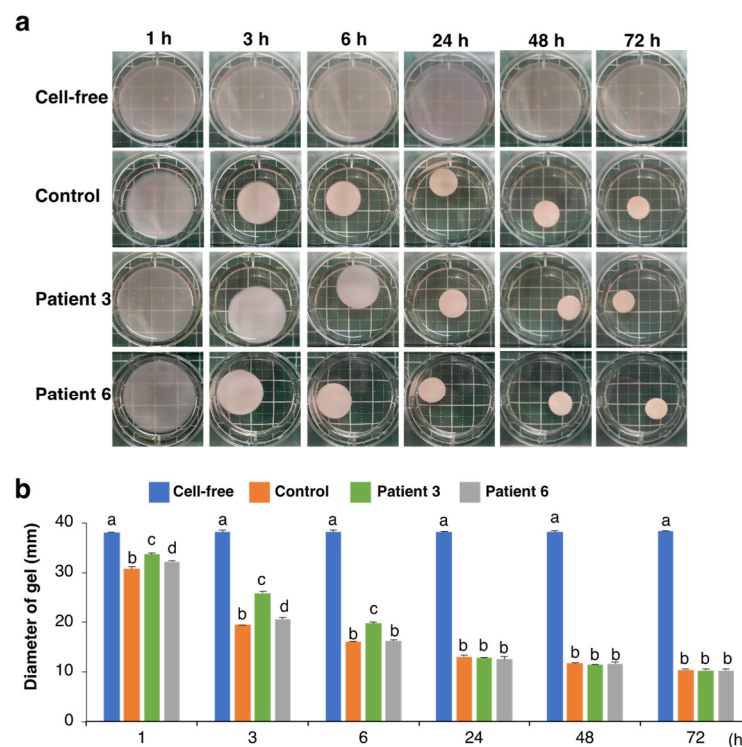 a
1 h 3 h 6 h 24 h 48 h 72 h
Cell-free
Control
Patient 3
Patient 6
b
Cell-free Control Patient 3 Patient 6
Diameter of gel (mm)
40
30
20
10
0
a b c d
a b c d
a b c b
a b b b
a b b b
a b b b
1 3 6 24 48 72 (h